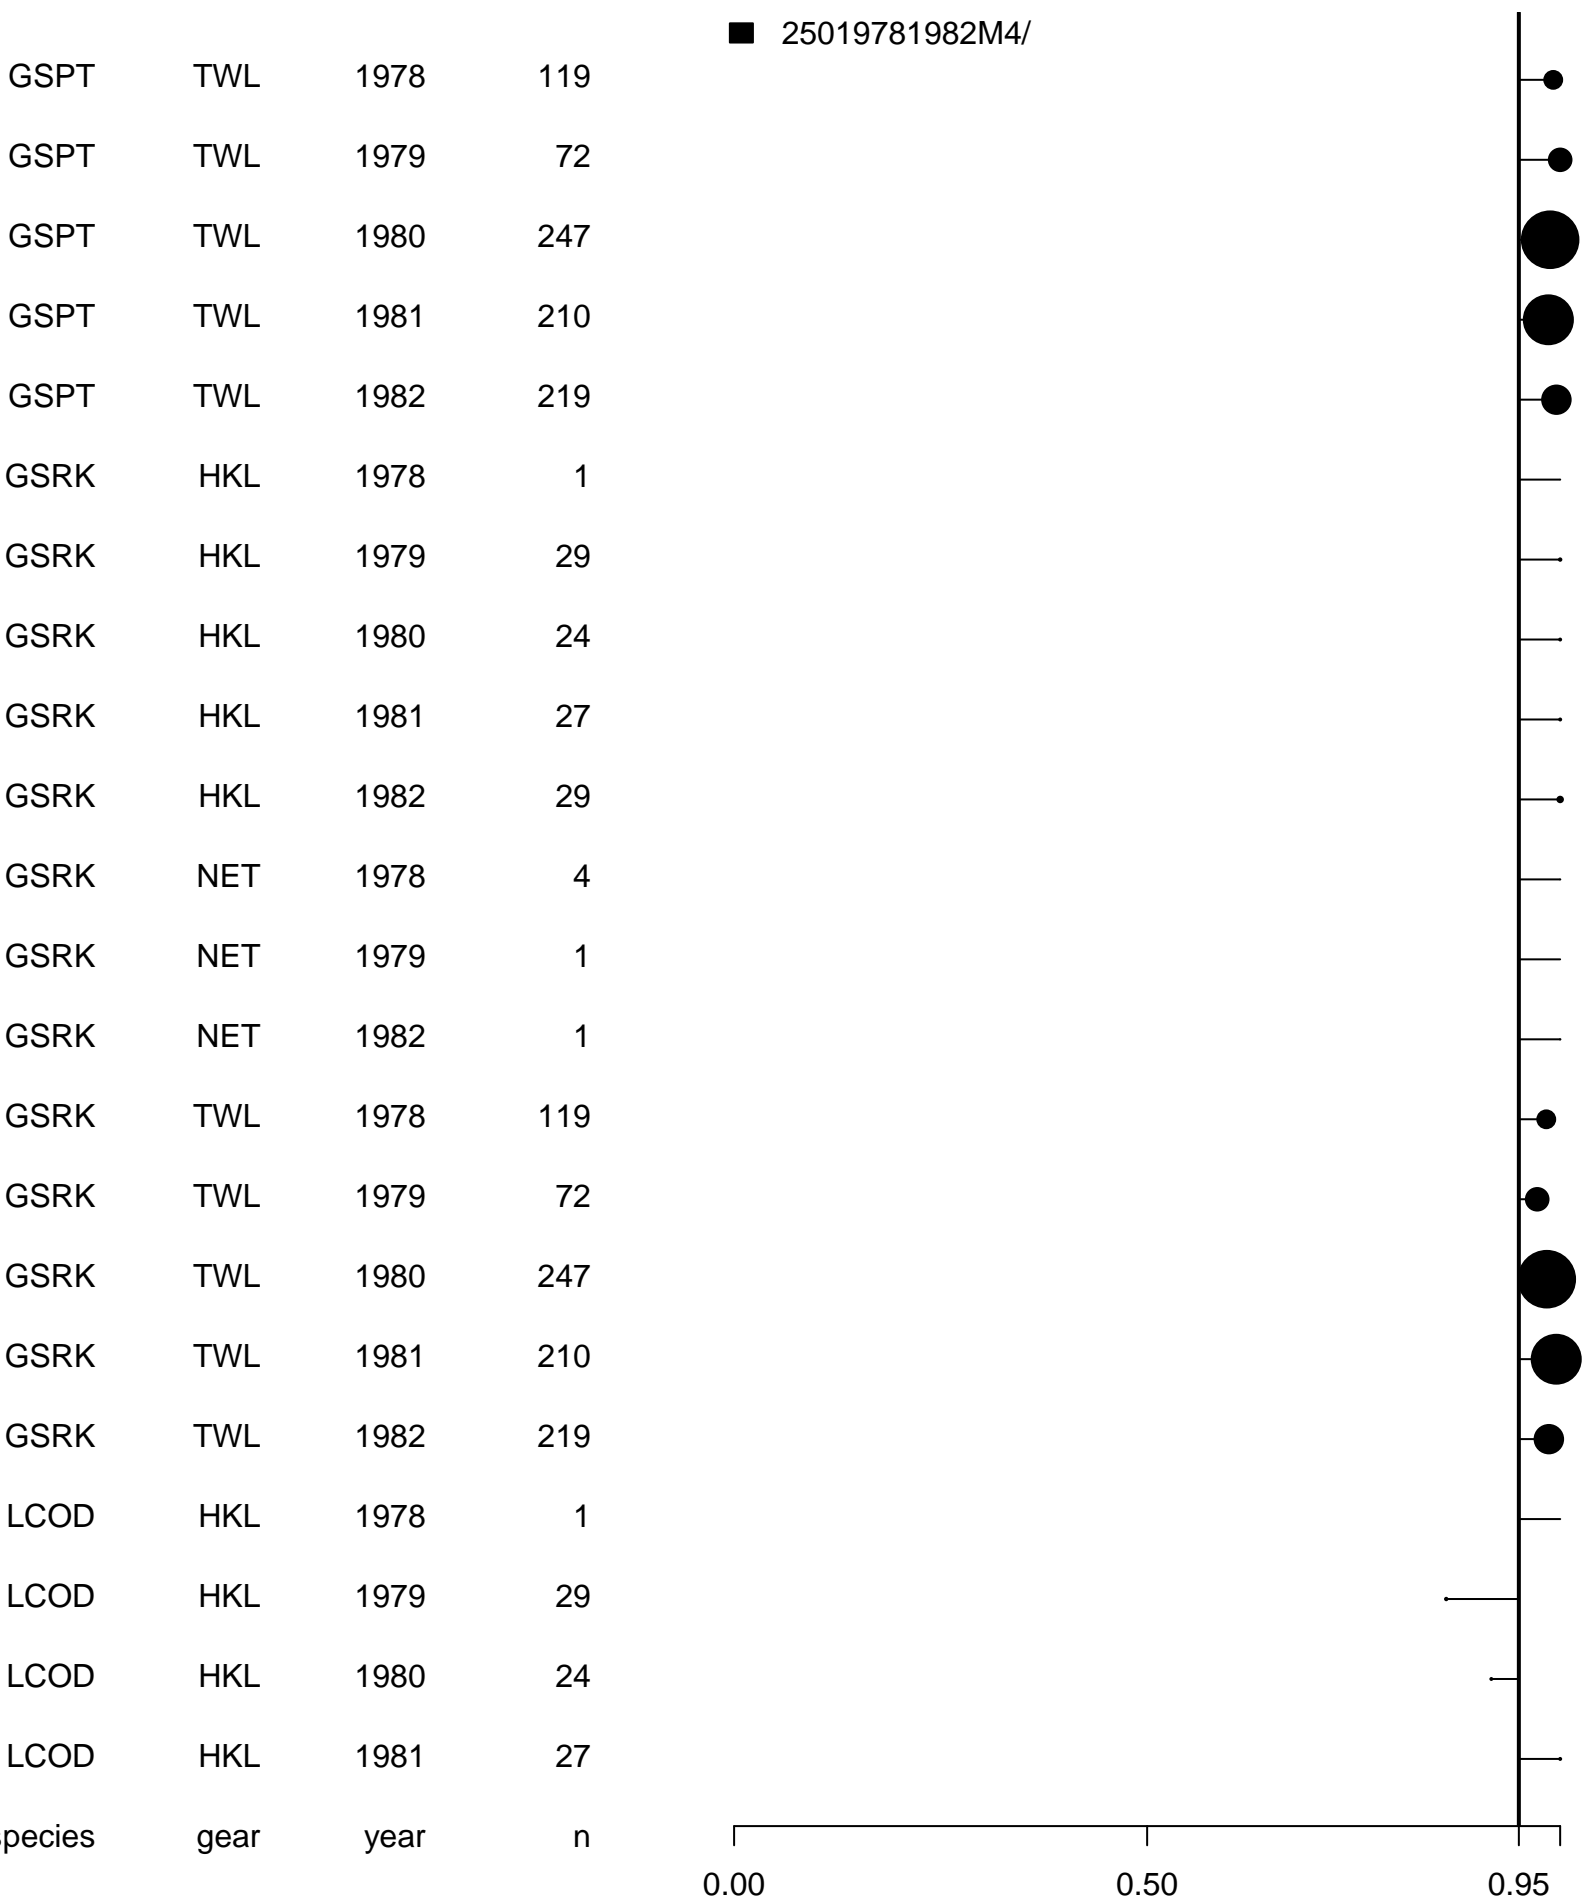 25019781982M4/
GSPT TWL 1978 119
GSPT TWL 1979 72
GSPT TWL 1980 247
GSPT TWL 1981 210
GSPT TWL 1982 219
GSRK HKL 1978 1
GSRK HKL 1979 29
GSRK HKL 1980 24
GSRK HKL 1981 27
GSRK HKL 1982 29
GSRK NET 1978 4
GSRK NET 1979 1
GSRK NET 1982 1
GSRK TWL 1978 119
GSRK TWL 1979 72
GSRK TWL 1980 247
GSRK TWL 1981 210
GSRK TWL 1982 219
LCOD HKL 1978 1
LCOD HKL 1979 29
LCOD HKL 1980 24
LCOD HKL 1981 27
species gear year n
0.00 0.50 0.95